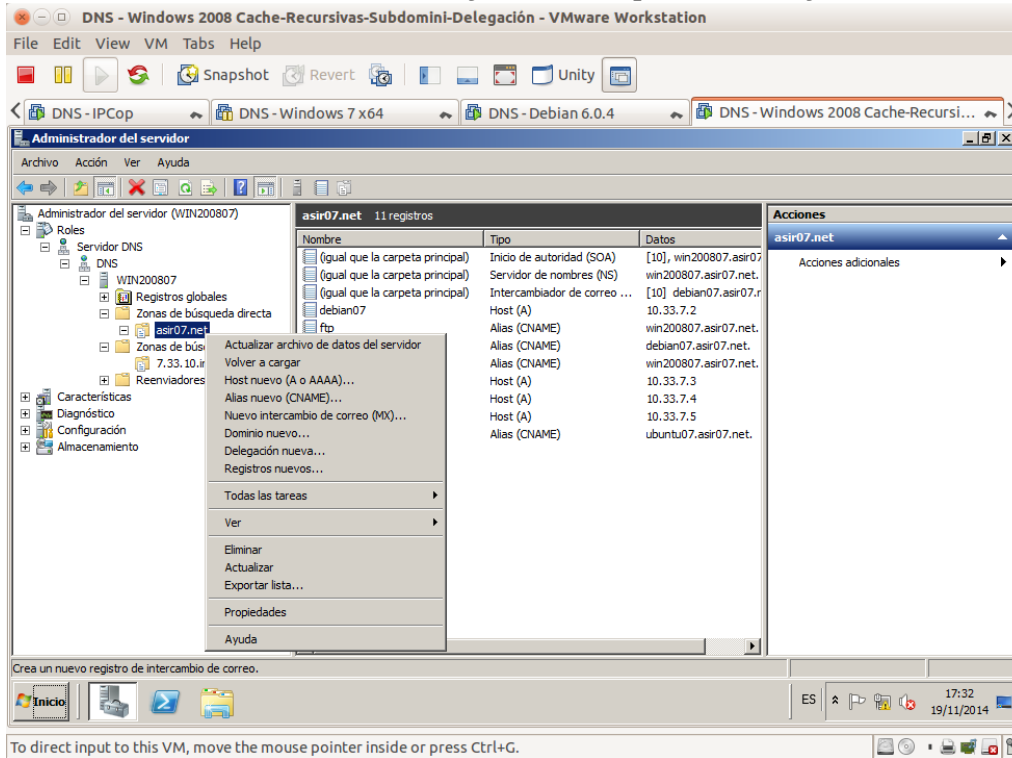 DNS - Windows 2008 Cache-Recursivas-Subdomini-Delegación - VMware Workstation
File Edit View VM Tabs Help
Snapshot Revert Unity
DNS - IPCop DNS - Windows 7 x64 DNS - Debian 6.0.4 DNS - Windows 2008 Cache-Recursi...
Administrador del servidor
Archivo Acción Ver Ayuda
Administrador del servidor (WIN200807)
Roles
Servidor DNS
DNS
WIN200807
Registros globales
Zonas de búsqueda directa
asir07.net
Zonas de bús
7.33.10.in
Reenviadores
Características
Diagnóstico
Configuración
Almacenamiento
asir07.net 11 registros
Nombre Tipo Datos
(igual que la carpeta principal) Inicio de autoridad (SOA) [10], win200807.asir07
(igual que la carpeta principal) Servidor de nombres (NS) win200807.asir07.net.
(igual que la carpeta principal) Intercambiador de correo ... [10] debian07.asir07.r
debian07 Host (A) 10.33.7.2
ftp Alias (CNAME) win200807.asir07.net.
Alias (CNAME) debian07.asir07.net.
Alias (CNAME) win200807.asir07.net.
Host (A) 10.33.7.3
Host (A) 10.33.7.4
Host (A) 10.33.7.5
Alias (CNAME) ubuntu07.asir07.net.
Actualizar archivo de datos del servidor
Volver a cargar
Host nuevo (A o AAAA)...
Alias nuevo (CNAME)...
Nuevo intercambio de correo (MX)...
Dominio nuevo...
Delegación nueva...
Registros nuevos...
Todas las tareas
Ver
Eliminar
Actualizar
Exportar lista...
Propiedades
Ayuda
Acciones
asir07.net
Acciones adicionales
Crea un nuevo registro de intercambio de correo.
Inicio
ES
17:32
19/11/2014
To direct input to this VM, move the mouse pointer inside or press Ctrl+G.